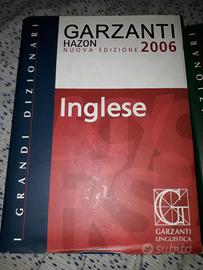 I GRANDI DIZIONARI
GARZANTI
HAZON
NUOVA EDIZIONE 2006
Inglese
GARZANTI
LINGUISTICA
subito